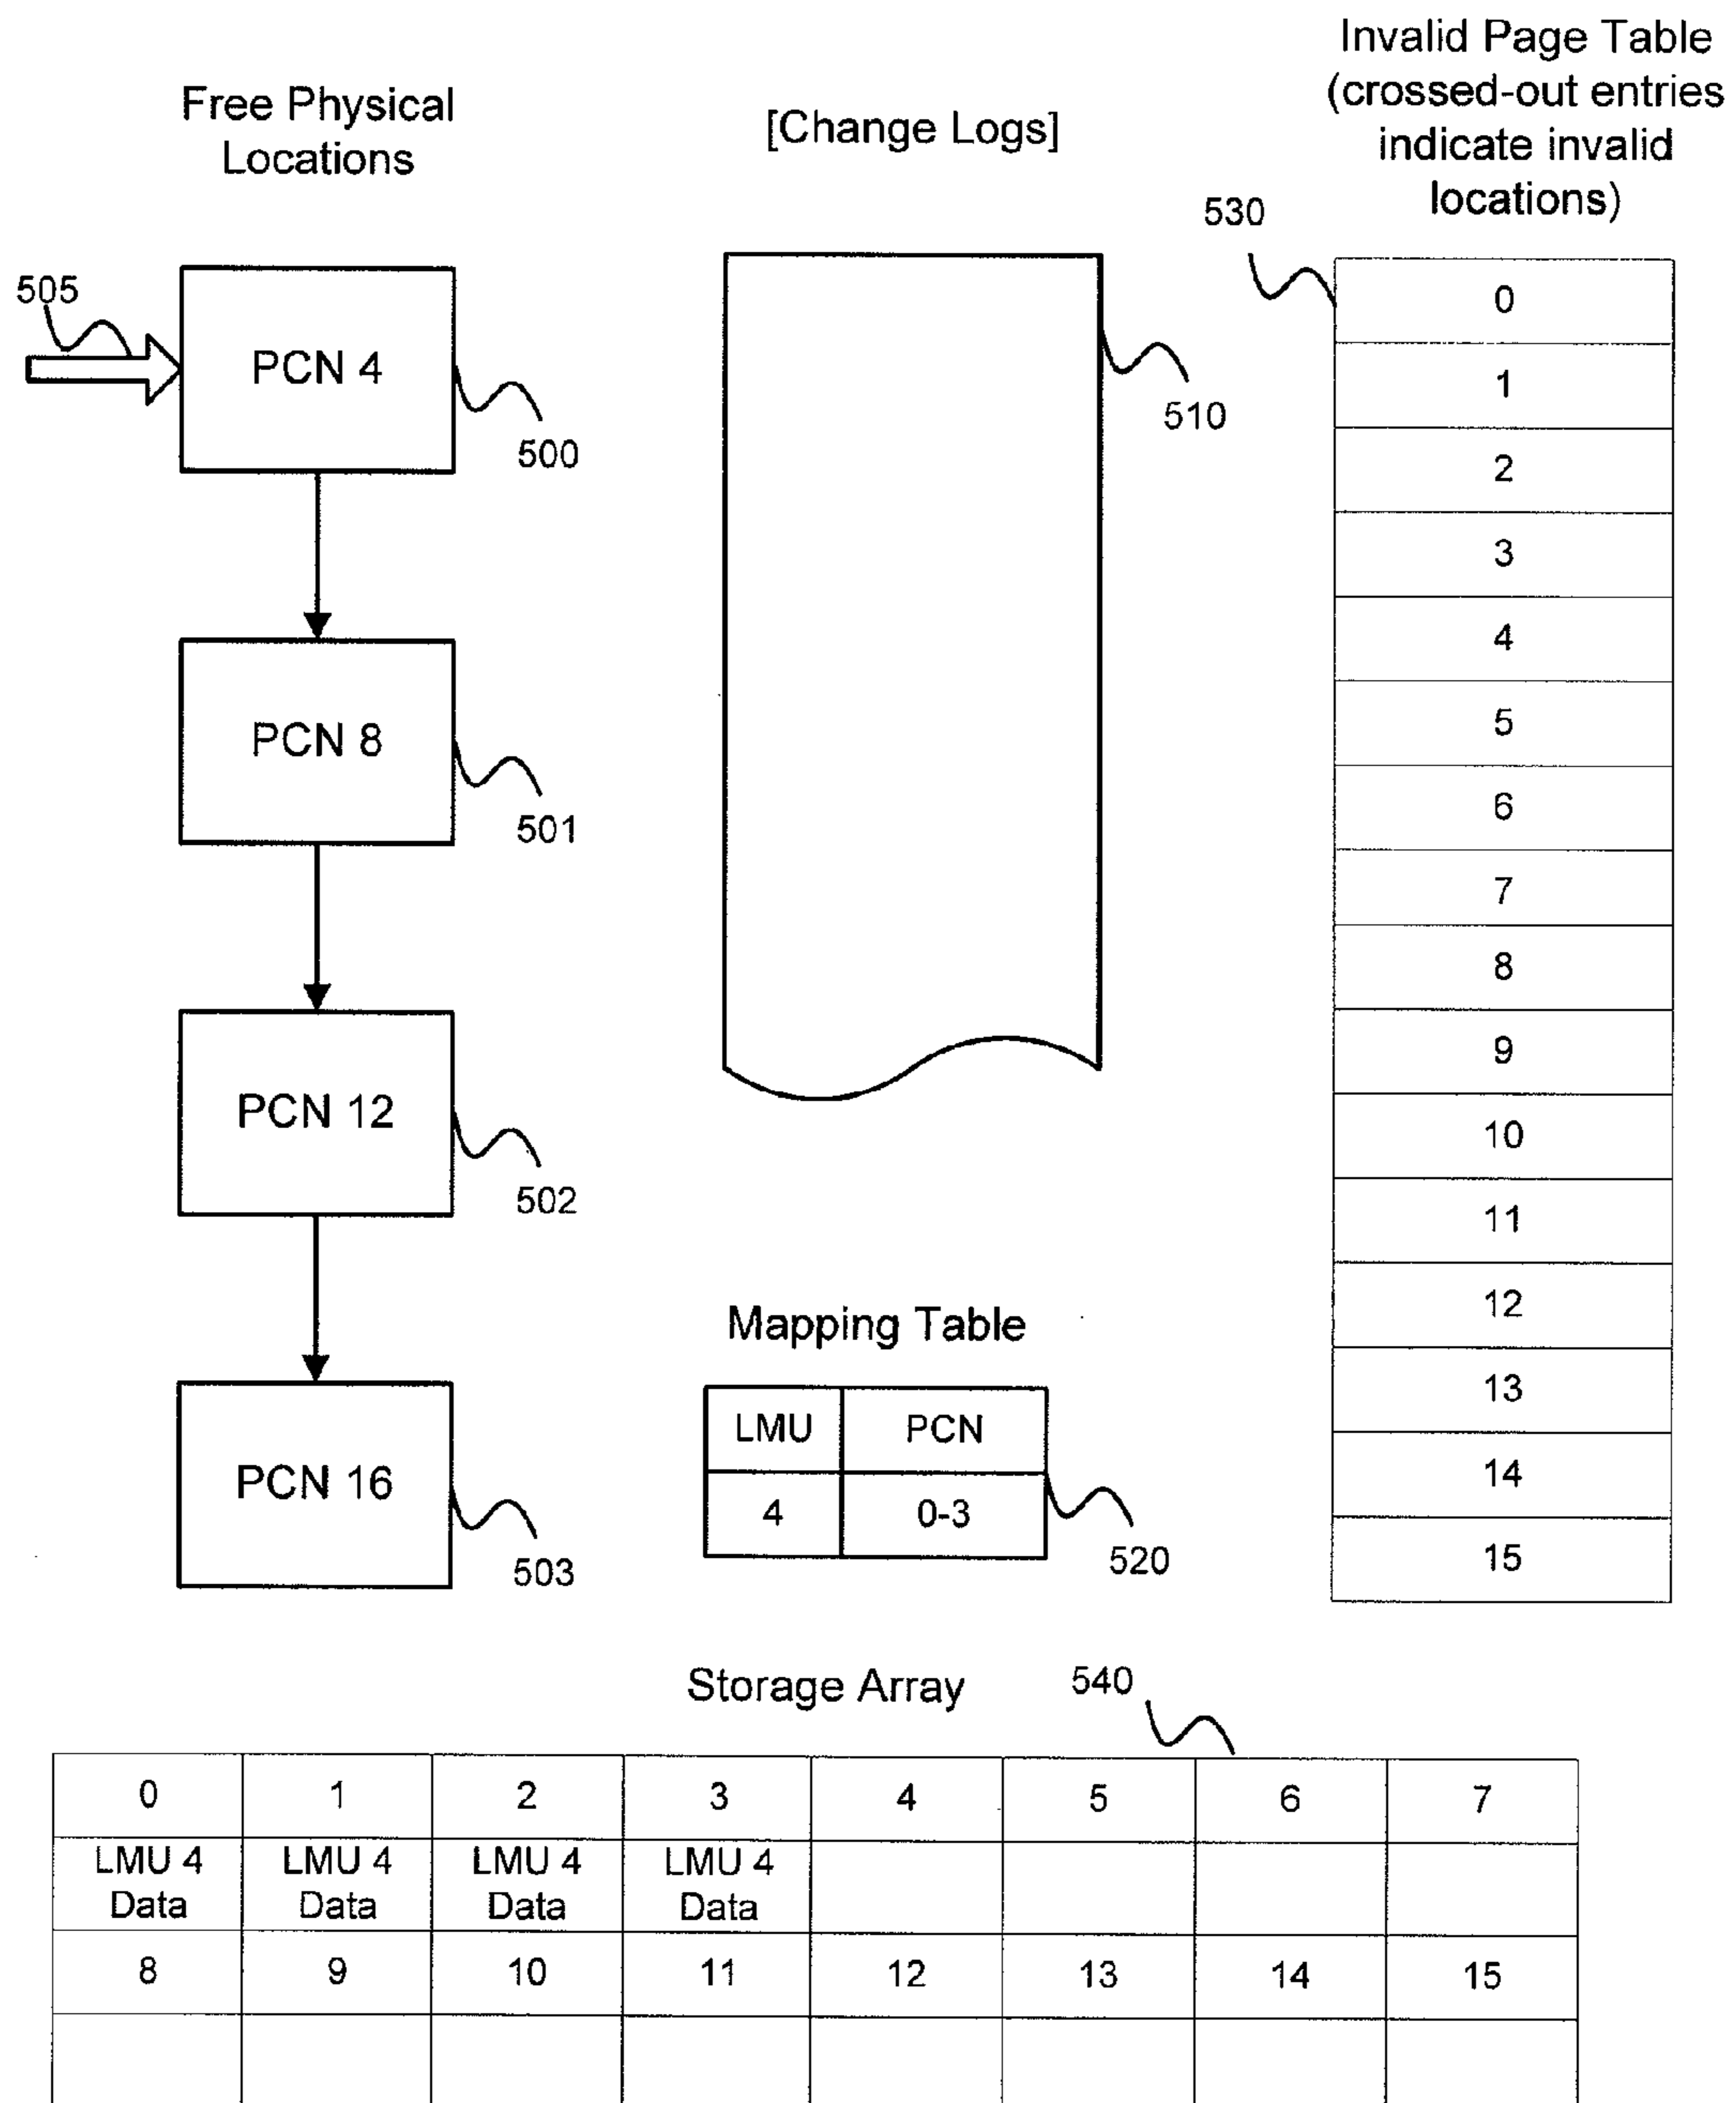 Free Physical
Locations
505
PCN 4
500
PCN 8
501
PCN 12
502
PCN 16
503
[Change Logs]
510
Mapping Table
LMU PCN
4 0-3
520
Invalid Page Table
(crossed-out entries
indicate invalid
locations)
530
0
1
2
3
4
5
6
7
8
9
10
11
12
13
14
15
Storage Array
540
0 1 2 3 4 5 6 7
LMU 4 LMU 4 LMU 4 LMU 4
Data Data Data Data
8 9 10 11 12 13 14 15